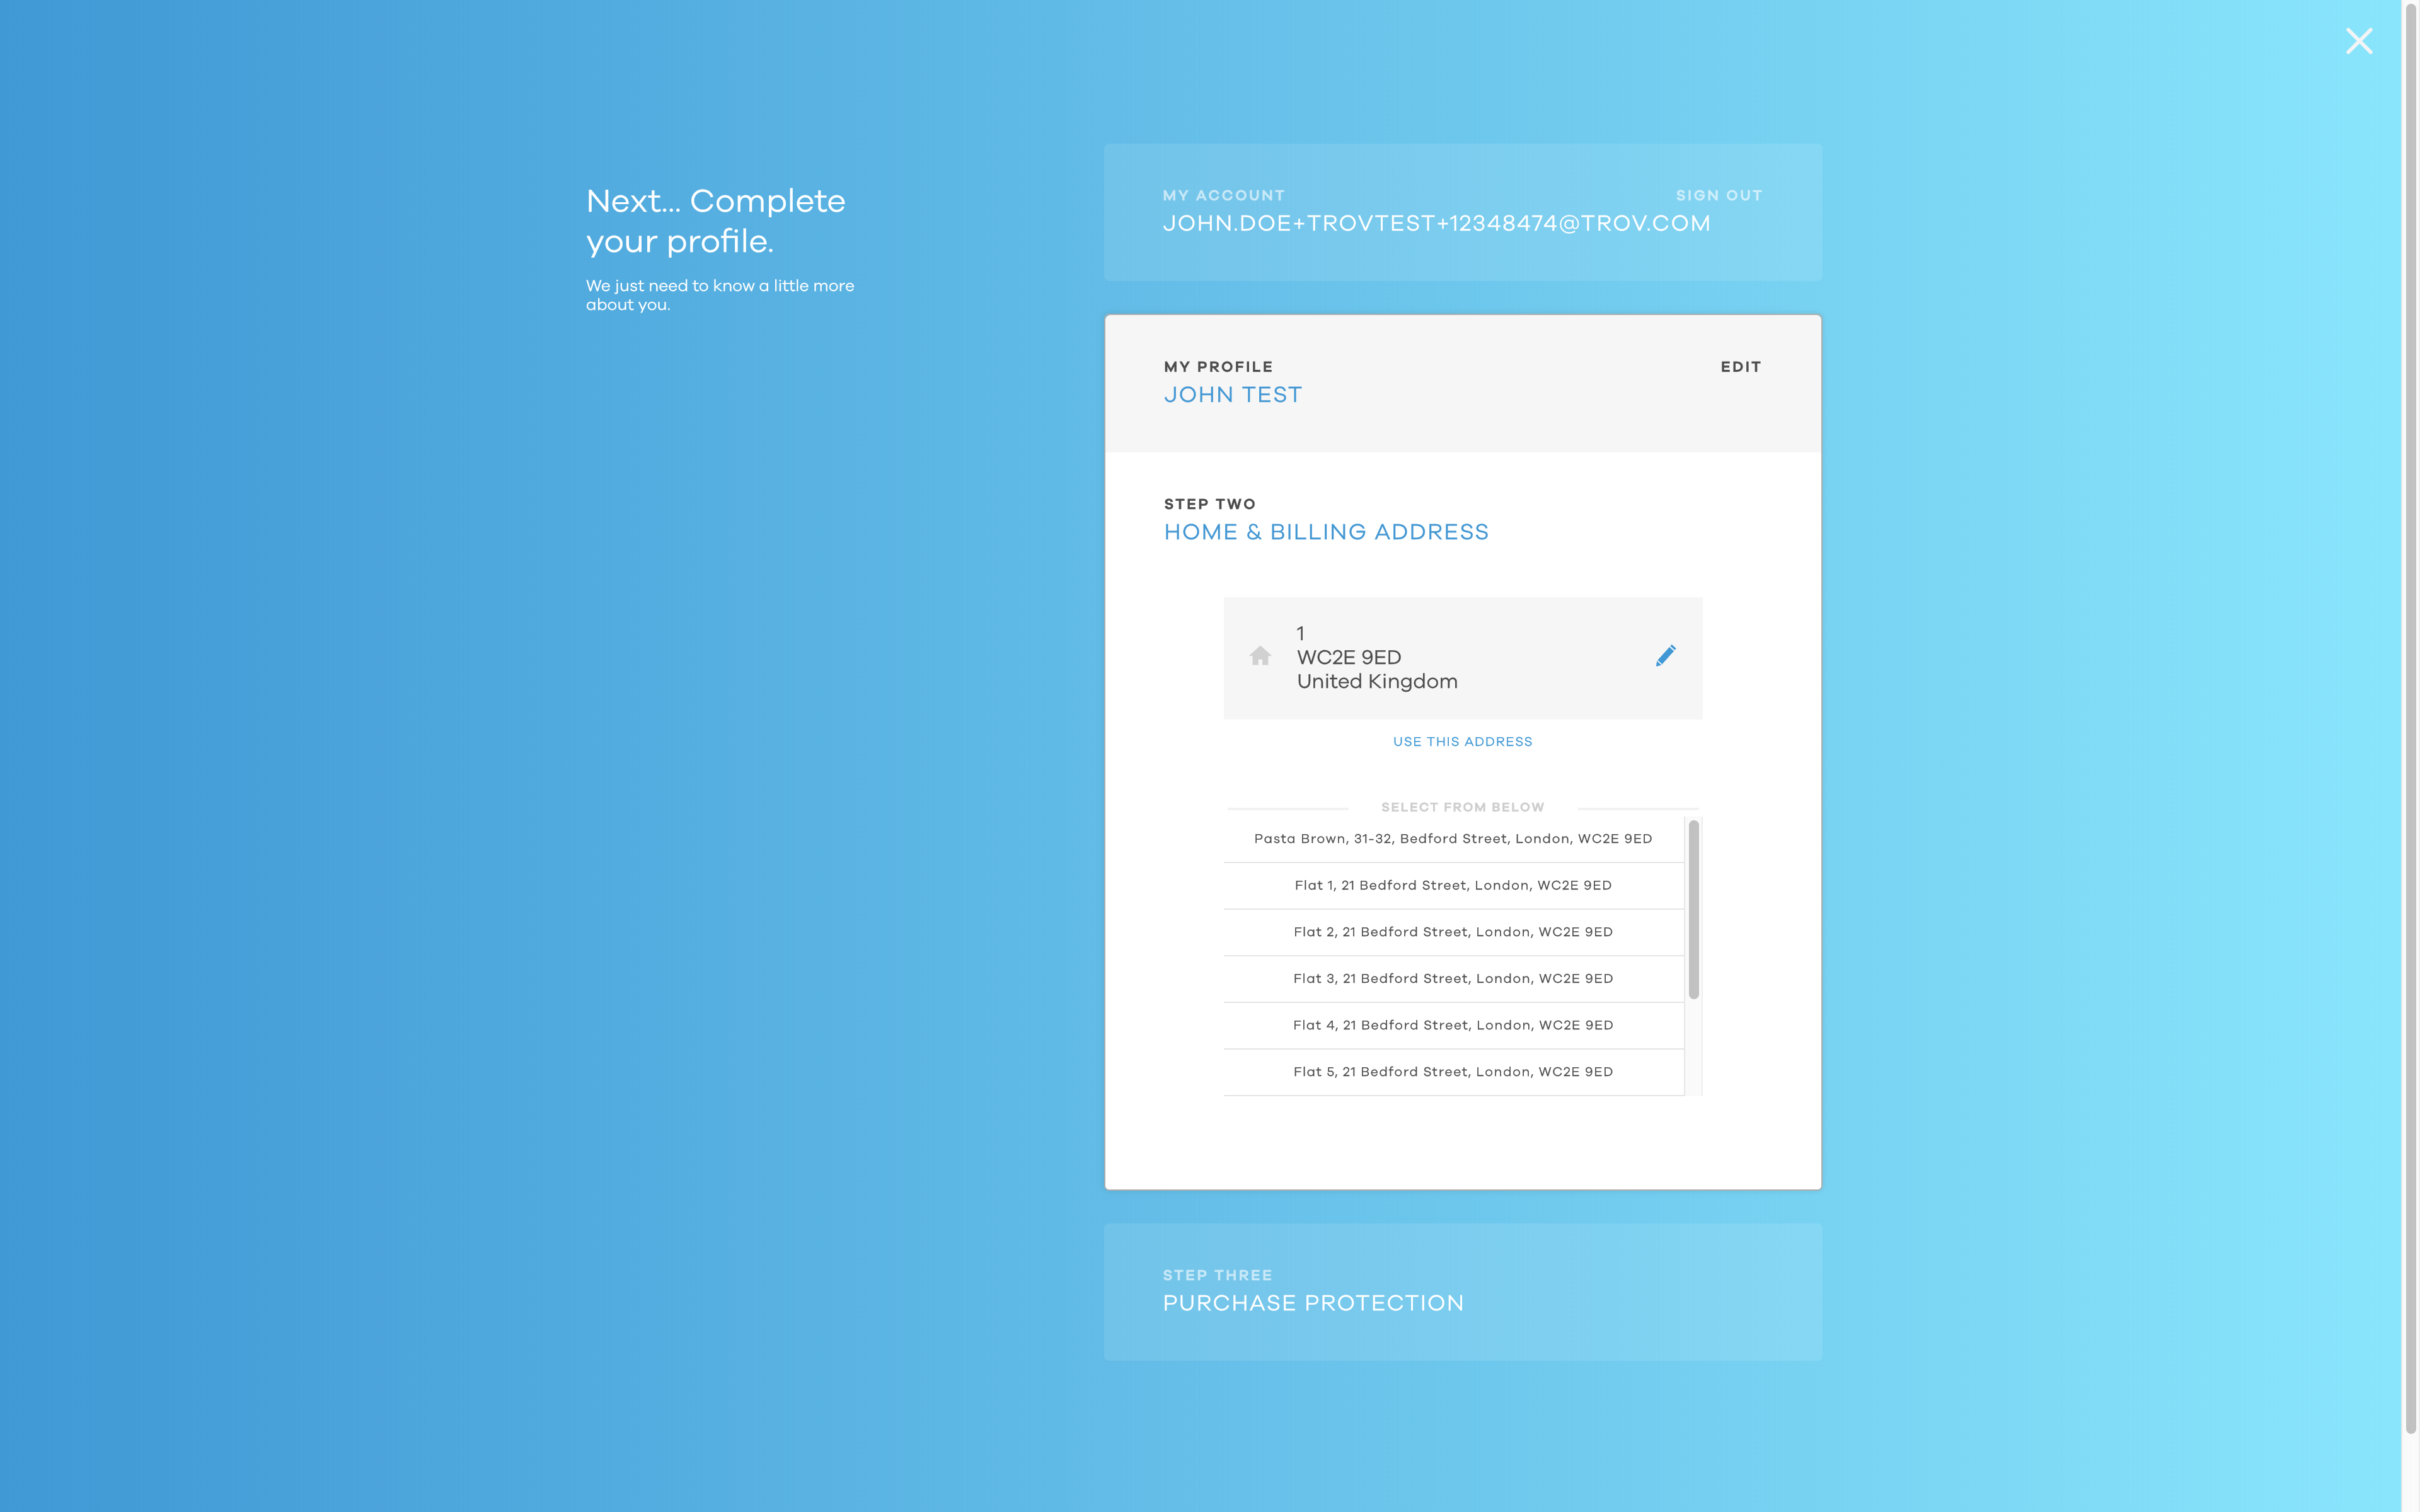 Next... Complete
your profile.
We just need to know a little more
about you.
MY ACCOUNT
SIGN OUT
JOHN.DOE+TROVTEST+12348474@TROV.COM
MY PROFILE
EDIT
JOHN TEST
STEP TWO
HOME & BILLING ADDRESS
1
WC2E 9ED
United Kingdom
USE THIS ADDRESS
SELECT FROM BELOW
Pasta Brown, 31-32, Bedford Street, London, WC2E 9ED
Flat 1, 21 Bedford Street, London, WC2E 9ED
Flat 2, 21 Bedford Street, London, WC2E 9ED
Flat 3, 21 Bedford Street, London, WC2E 9ED
Flat 4, 21 Bedford Street, London, WC2E 9ED
Flat 5, 21 Bedford Street, London, WC2E 9ED
STEP THREE
PURCHASE PROTECTION